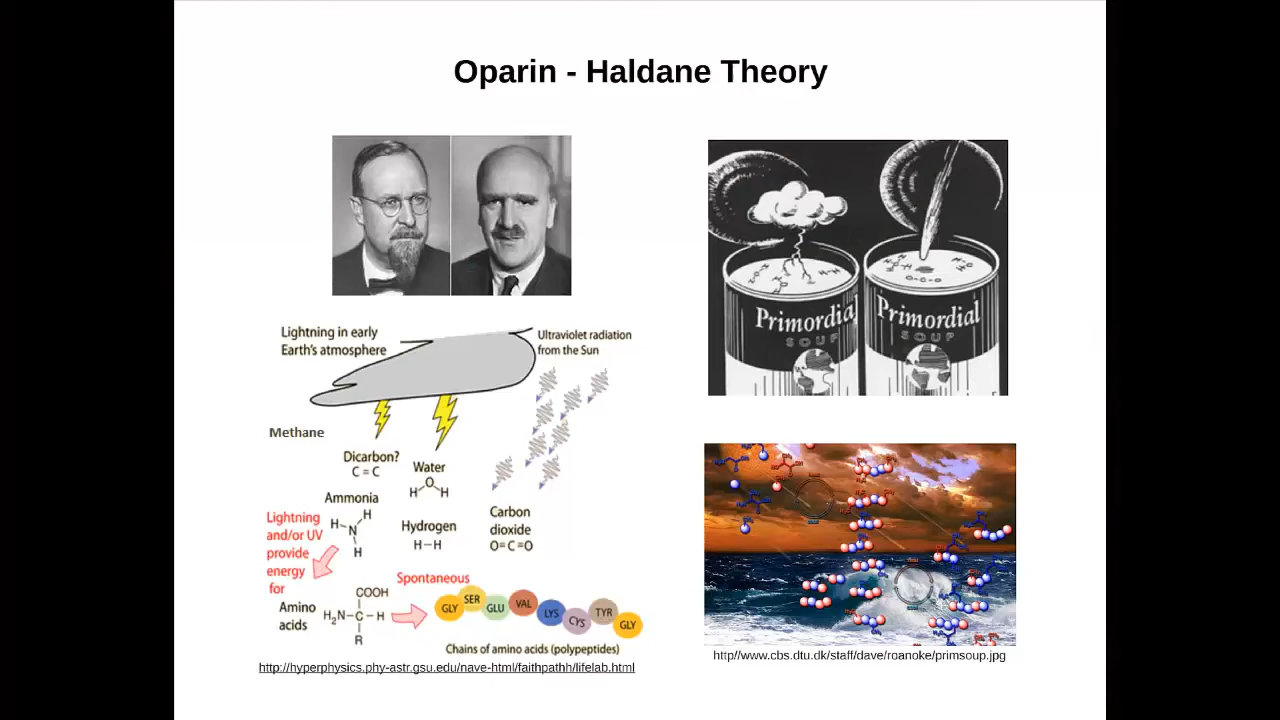 Oparin - Haldane Theory
Primordial
SOUP
Primordial
SOUP
Lightning in early
Earth's atmosphere
Ultraviolet radiation
from the Sun
Methane
Dicarbon?
C=C
Water
H O H
Ammonia
H N H
H
Hydrogen
H-H
Carbon
dioxide
O=C=O
Lightning
and/or UV
provide
energy
for
Amino
acids
COOH
H₂N-C-H
R
Spontaneous
GLY SER GLU VAL LYS CYS TYR GLY
Chains of amino acids (polypeptides)
http://hyperphysics.phy-astr.gsu.edu/nave-html/faithpathh/lifelab.html
http//www.cbs.dtu.dk/staff/dave/roanoke/primsoup.jpg